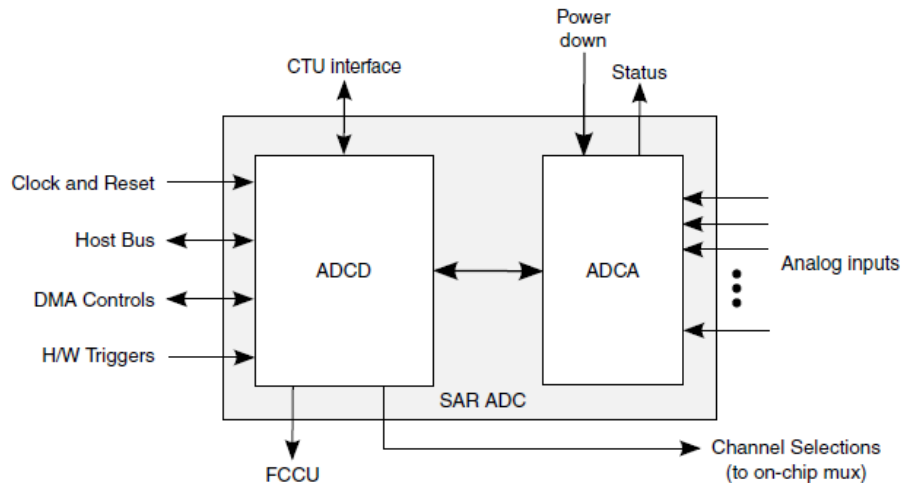 Power
down
CTU interface
Status
Clock and Reset
Host Bus
ADCD
ADCA
Analog inputs
DMA Controls
H/W Triggers
SAR ADC
FCCU
Channel Selections
(to on-chip mux)